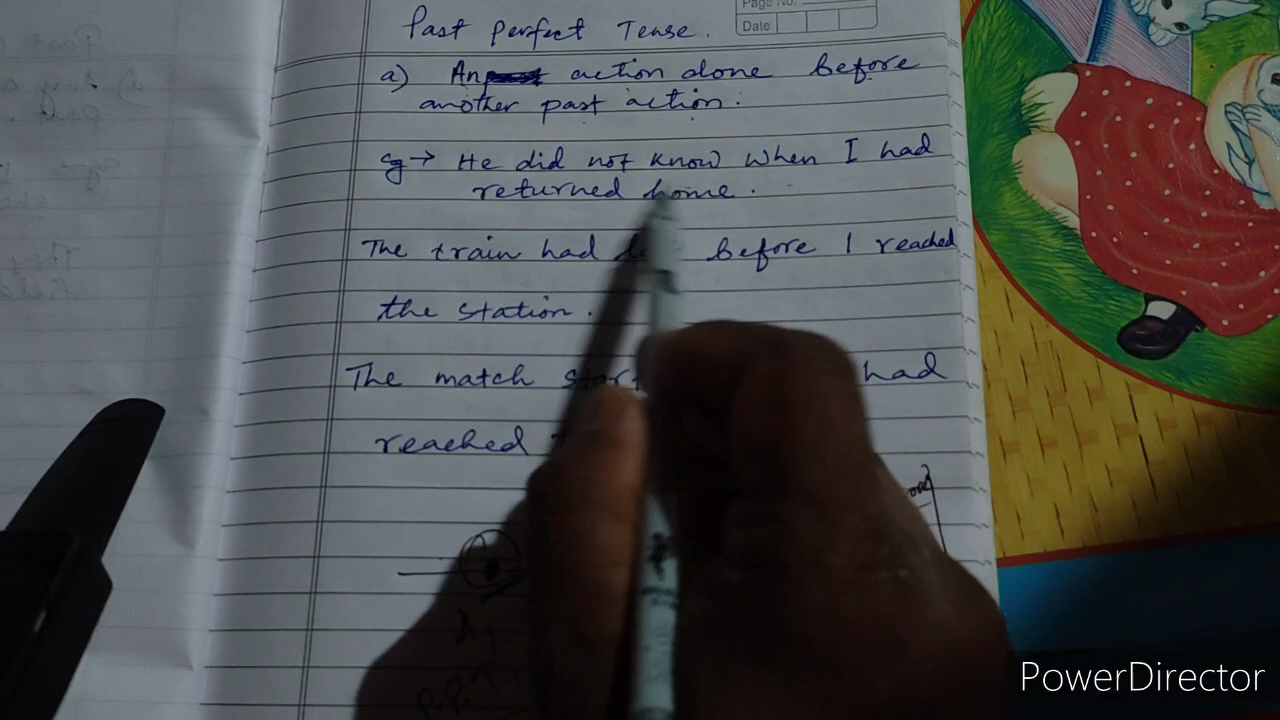 Page No.
Date
Past Perfect Tense.
a) An action done before
another past action.
eg → He did not know when I had
returned home.
The train had before I reached
the station.
The match had
reached
P.P.T
PowerDirector